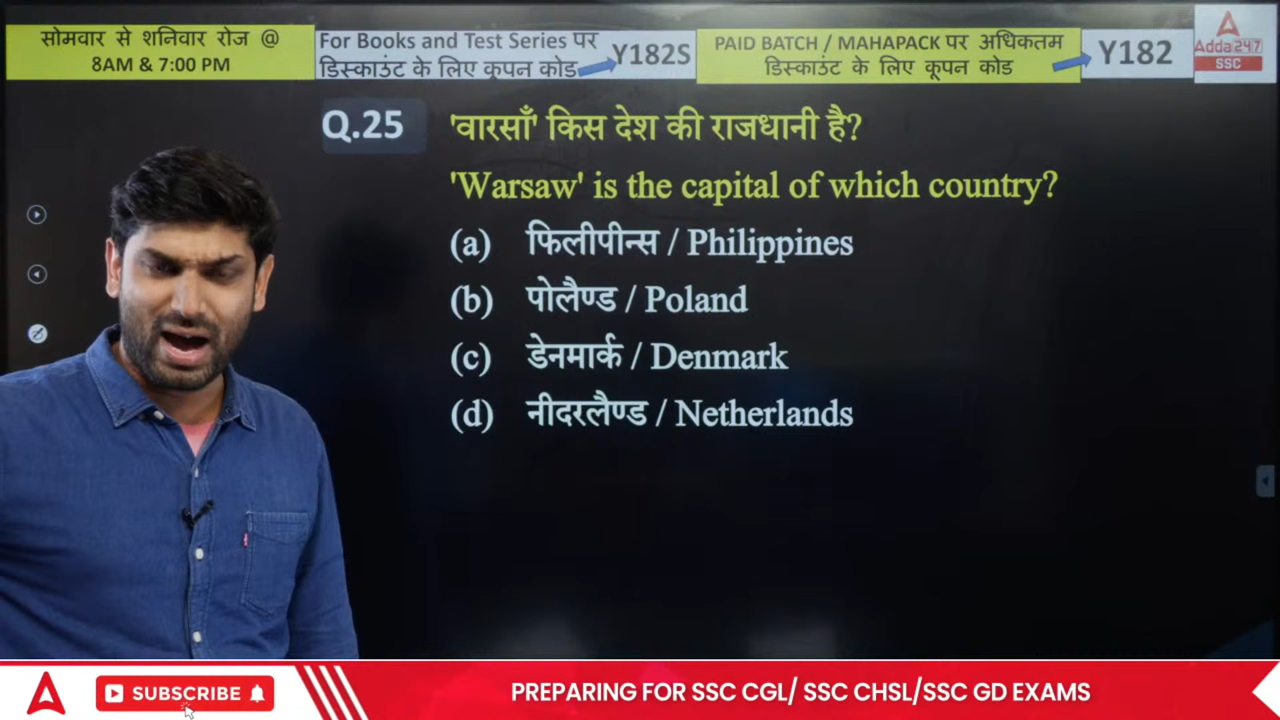 सोमवार से शनिवार रोज @
8AM & 7:00 PM
For Books and Test Series पर
डिस्काउंट के लिए कूपन कोड
Y182S
PAID BATCH / MAHAPACK पर अधिकतम
डिस्काउंट के लिए कूपन कोड
Y182
Adda247
SSC
Q.25
'वारसाँ' किस देश की राजधानी है?
'Warsaw' is the capital of which country?
(a) फिलीपीन्स / Philippines
(b) पोलैण्ड / Poland
(c) डेनमार्क / Denmark
(d) नीदरलैण्ड / Netherlands
SUBSCRIBE
PREPARING FOR SSC CGL/ SSC CHSL/SSC GD EXAMS